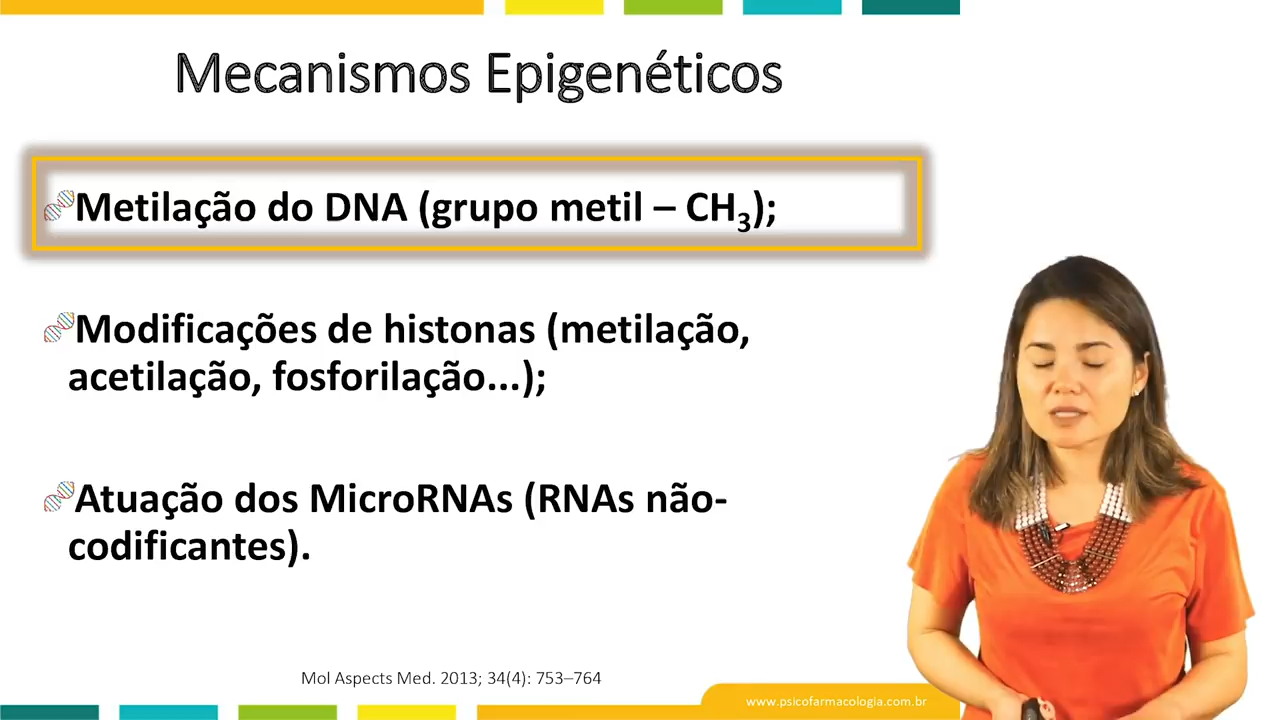 Mecanismos Epigenéticos
Metilação do DNA (grupo metil – CH₃);
Modificações de histonas (metilação,
acetilação, fosforilação...);
Atuação dos MicroRNAs (RNAs não-
codificantes).
Mol Aspects Med. 2013; 34(4): 753–764
www.psicofarmacologia.com.br